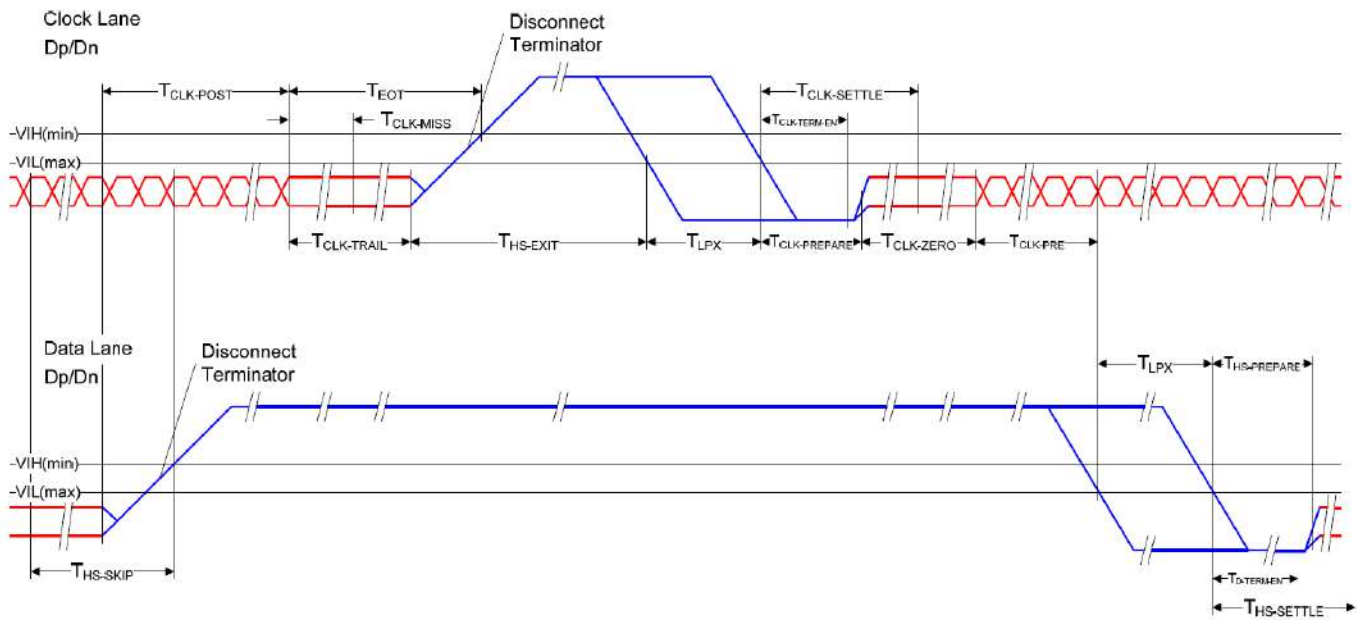 Clock Lane
Dp/Dn
Disconnect
Terminator
TCLK-POST
TEOT
TCLK-SETTLE
TCLK-MISS
TCLK-TERM-EN
VIH(min)
VIL(max)
TCLK-TRAIL
THS-EXIT
TLPX
TCLK-PREPARE
TCLK-ZERO
TCLK-PRE
Data Lane
Dp/Dn
Disconnect
Terminator
TLPX
THS-PREPARE
VIH(min)
VIL(max)
THS-SKIP
TD-TERM-EN
THS-SETTLE